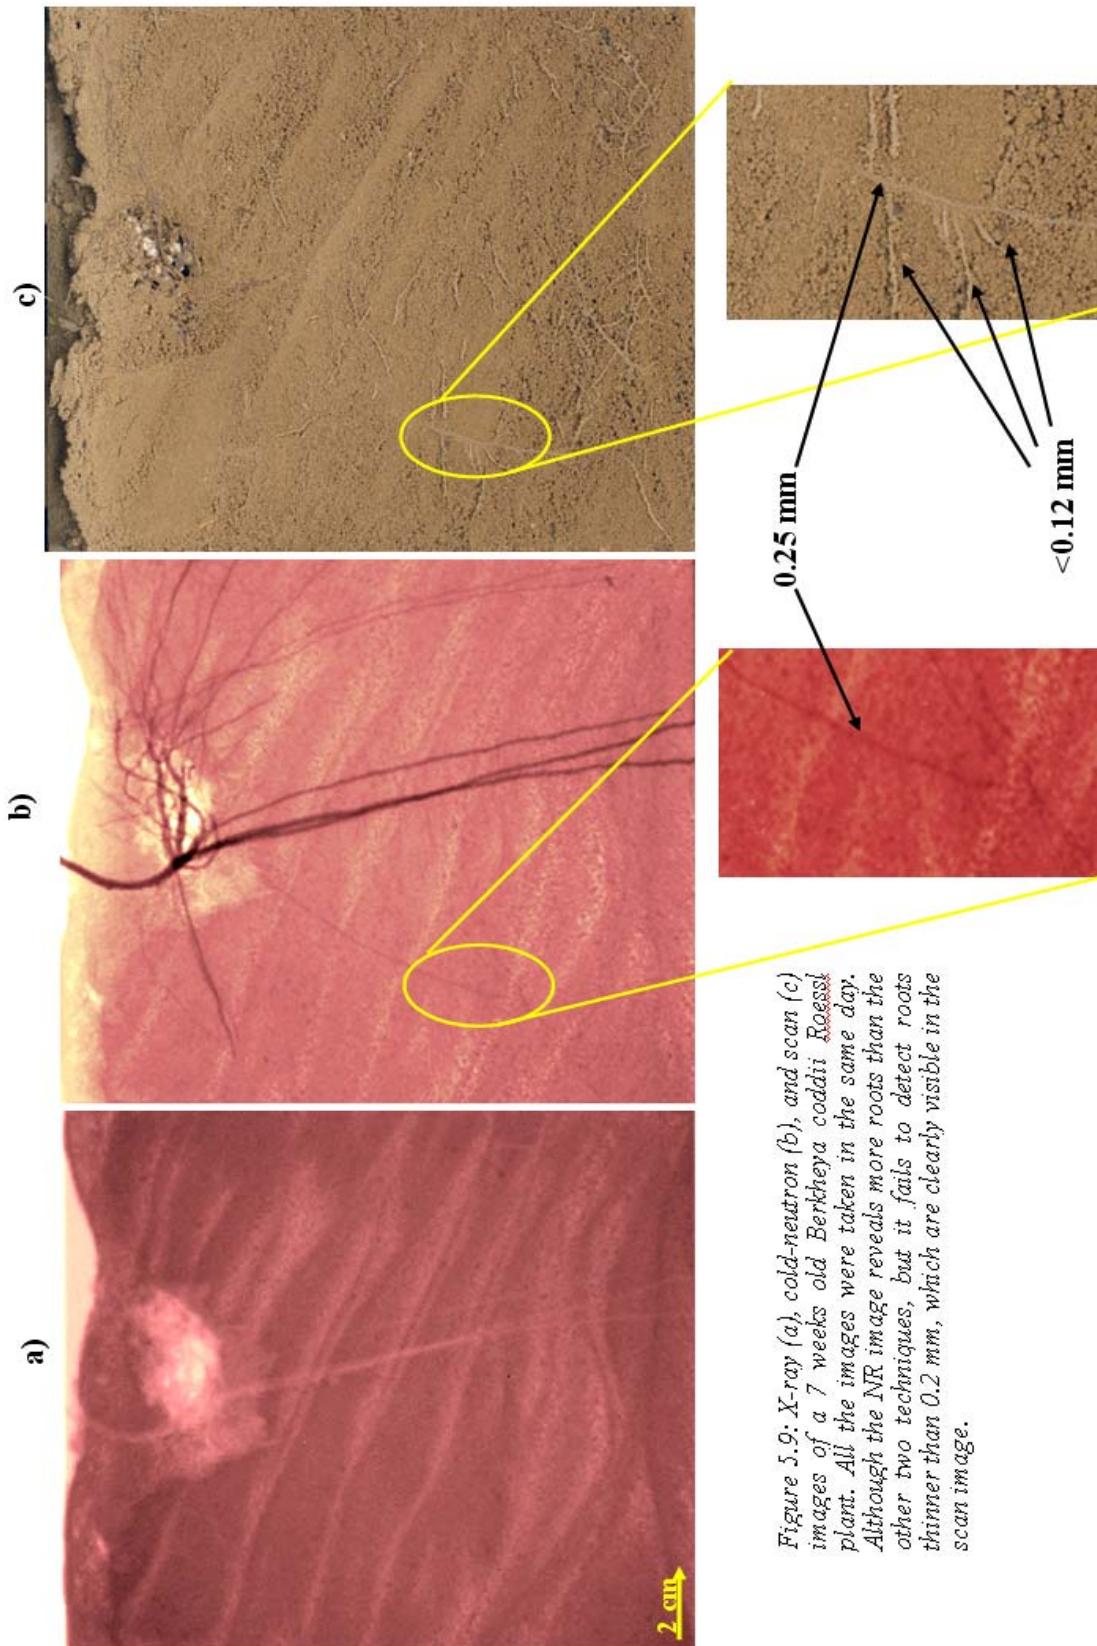 a)
b)
c)
2 cm
0.25 mm
<0.12 mm
Figure 5.9: X-ray (a), cold-neutron (b), and scan (c)
images of a 7 weeks old Berkheya coddii Roessl
plant. All the images were taken in the same day.
Although the NR image reveals more roots than the
other two techniques, but it fails to detect roots
thinner than 0.2 mm, which are clearly visible in the
scan image.